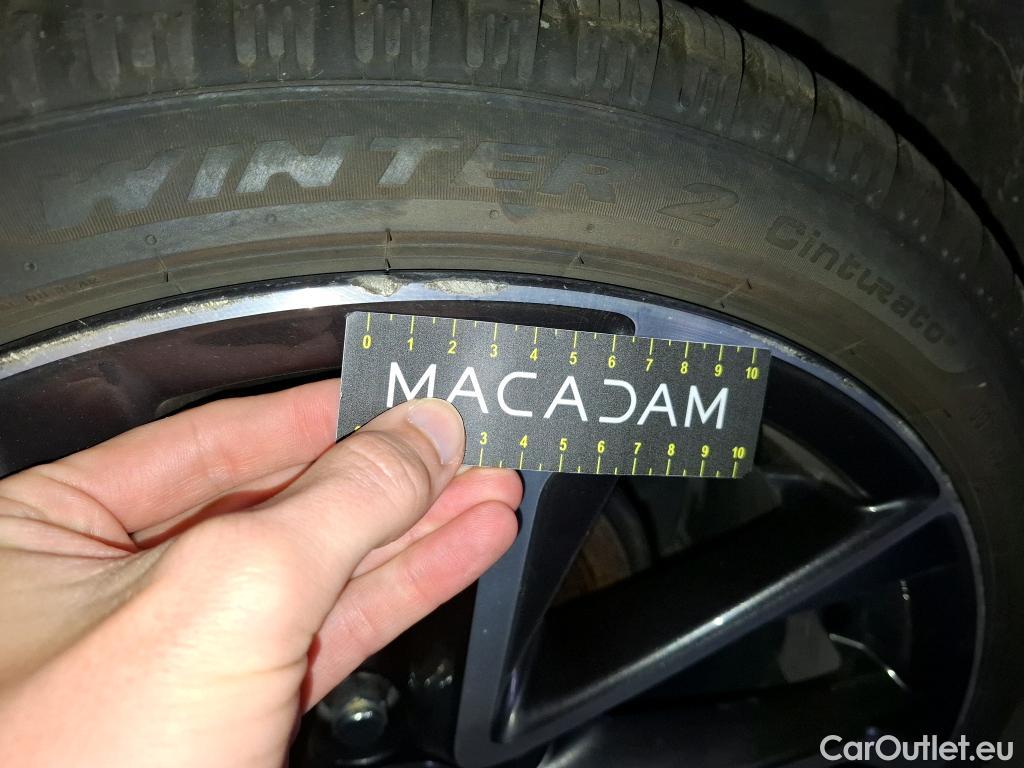 WINTER 2 Cinturato
0 1 2 3 4 5 6 7 8 9 10
MACADAM
3 4 5 6 7 8 9 10
CarOutlet.eu